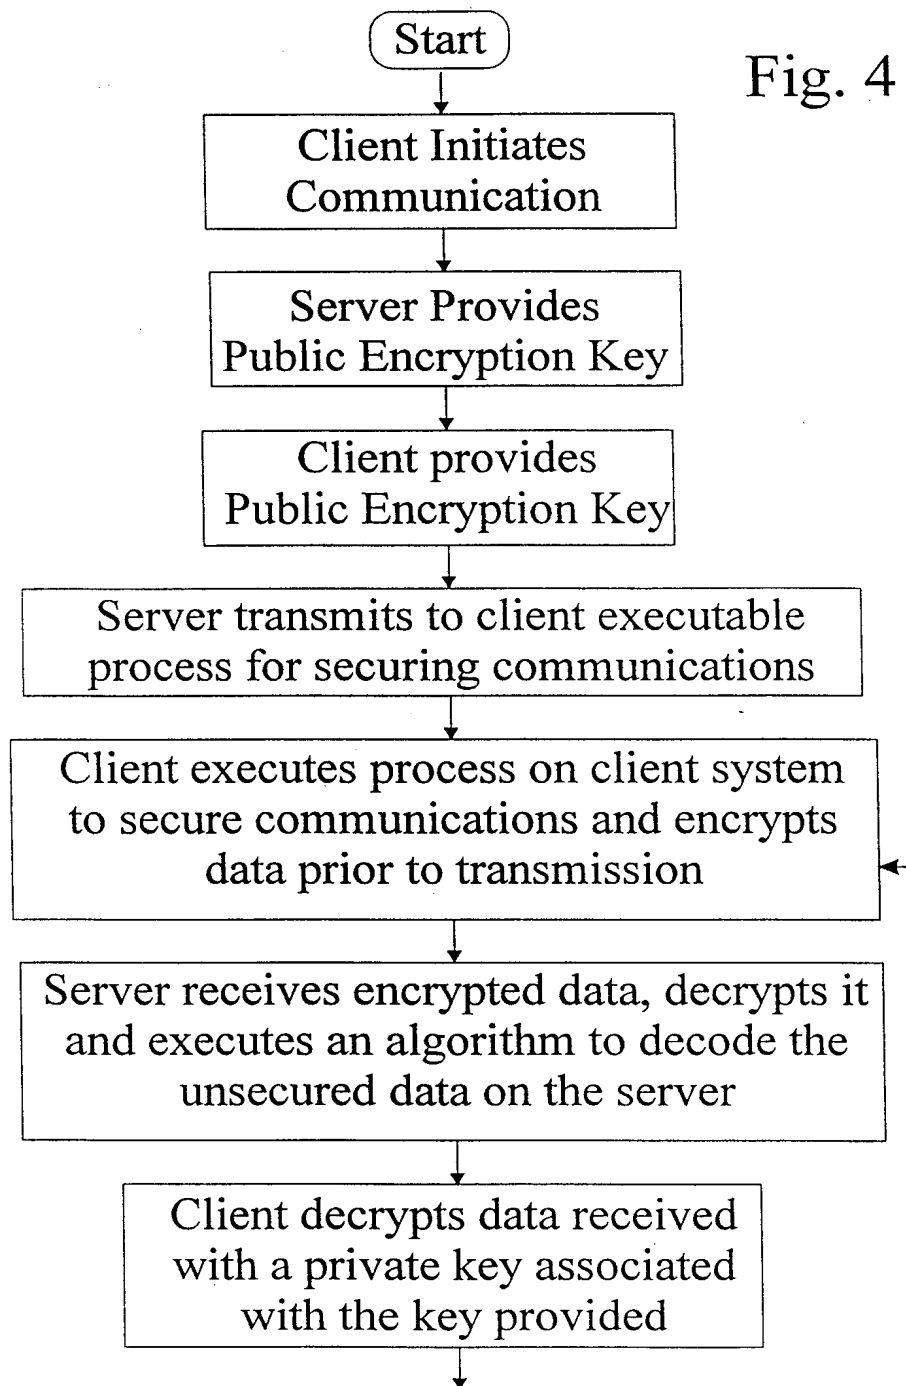 Start
Fig. 4
Client Initiates
Communication
Server Provides
Public Encryption Key
Client provides
Public Encryption Key
Server transmits to client executable
process for securing communications
Client executes process on client system
to secure communications and encrypts
data prior to transmission
Server receives encrypted data, decrypts it
and executes an algorithm to decode the
unsecured data on the server
Client decrypts data received
with a private key associated
with the key provided